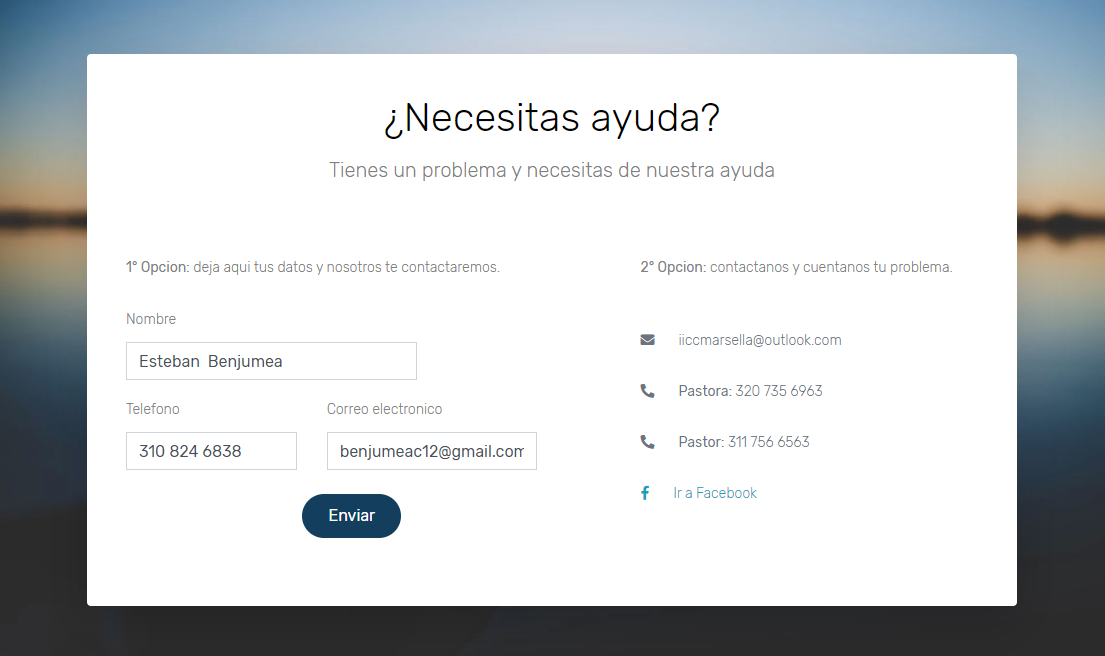 ¿Necesitas ayuda?
Tienes un problema y necesitas de nuestra ayuda
1° Opcion: deja aqui tus datos y nosotros te contactaremos.
Nombre
Esteban Benjumea
Telefono
Correo electronico
310 824 6838
benjumeac12@gmail.com
Enviar
2° Opcion: contactanos y cuentanos tu problema.
iiccmarsella@outlook.com
Pastora: 320 735 6963
Pastor: 311 756 6563
Ir a Facebook